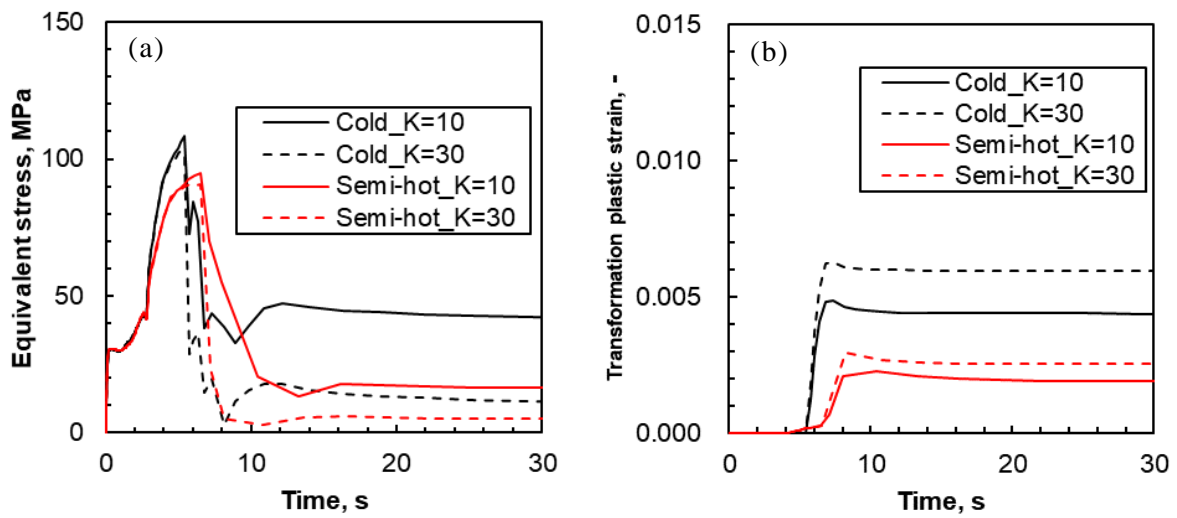 (a)
Equivalent stress, MPa
150
100
50
0
Cold_K=10
Cold_K=30
Semi-hot_K=10
Semi-hot_K=30
0 10 20 30
Time, s
(b)
Transformation plastic strain, -
0.015
0.010
0.005
0.000
Cold_K=10
Cold_K=30
Semi-hot_K=10
Semi-hot_K=30
0 10 20 30
Time, s